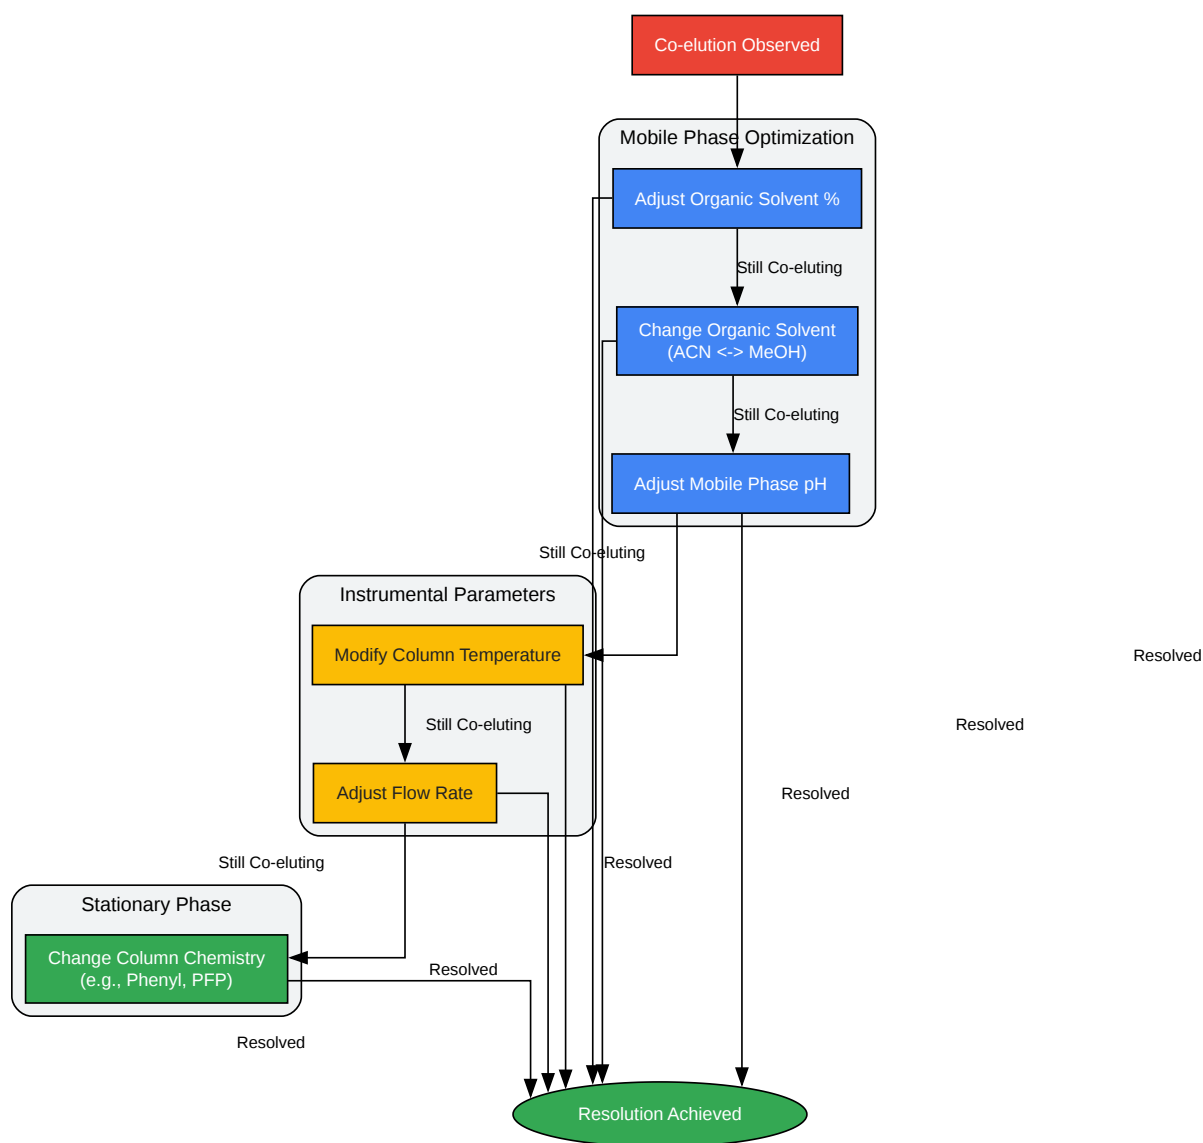 Co-elution Observed
Mobile Phase Optimization
Adjust Organic Solvent %
Still Co-eluting
Change Organic Solvent
(ACN <-> MeOH)
Still Co-eluting
Adjust Mobile Phase pH
Still Co-eluting
Instrumental Parameters
Modify Column Temperature
Resolved
Still Co-eluting
Resolved
Adjust Flow Rate
Resolved
Still Co-eluting
Resolved
Stationary Phase
Change Column Chemistry
(e.g., Phenyl, PFP)
Resolved
Resolved
Resolution Achieved